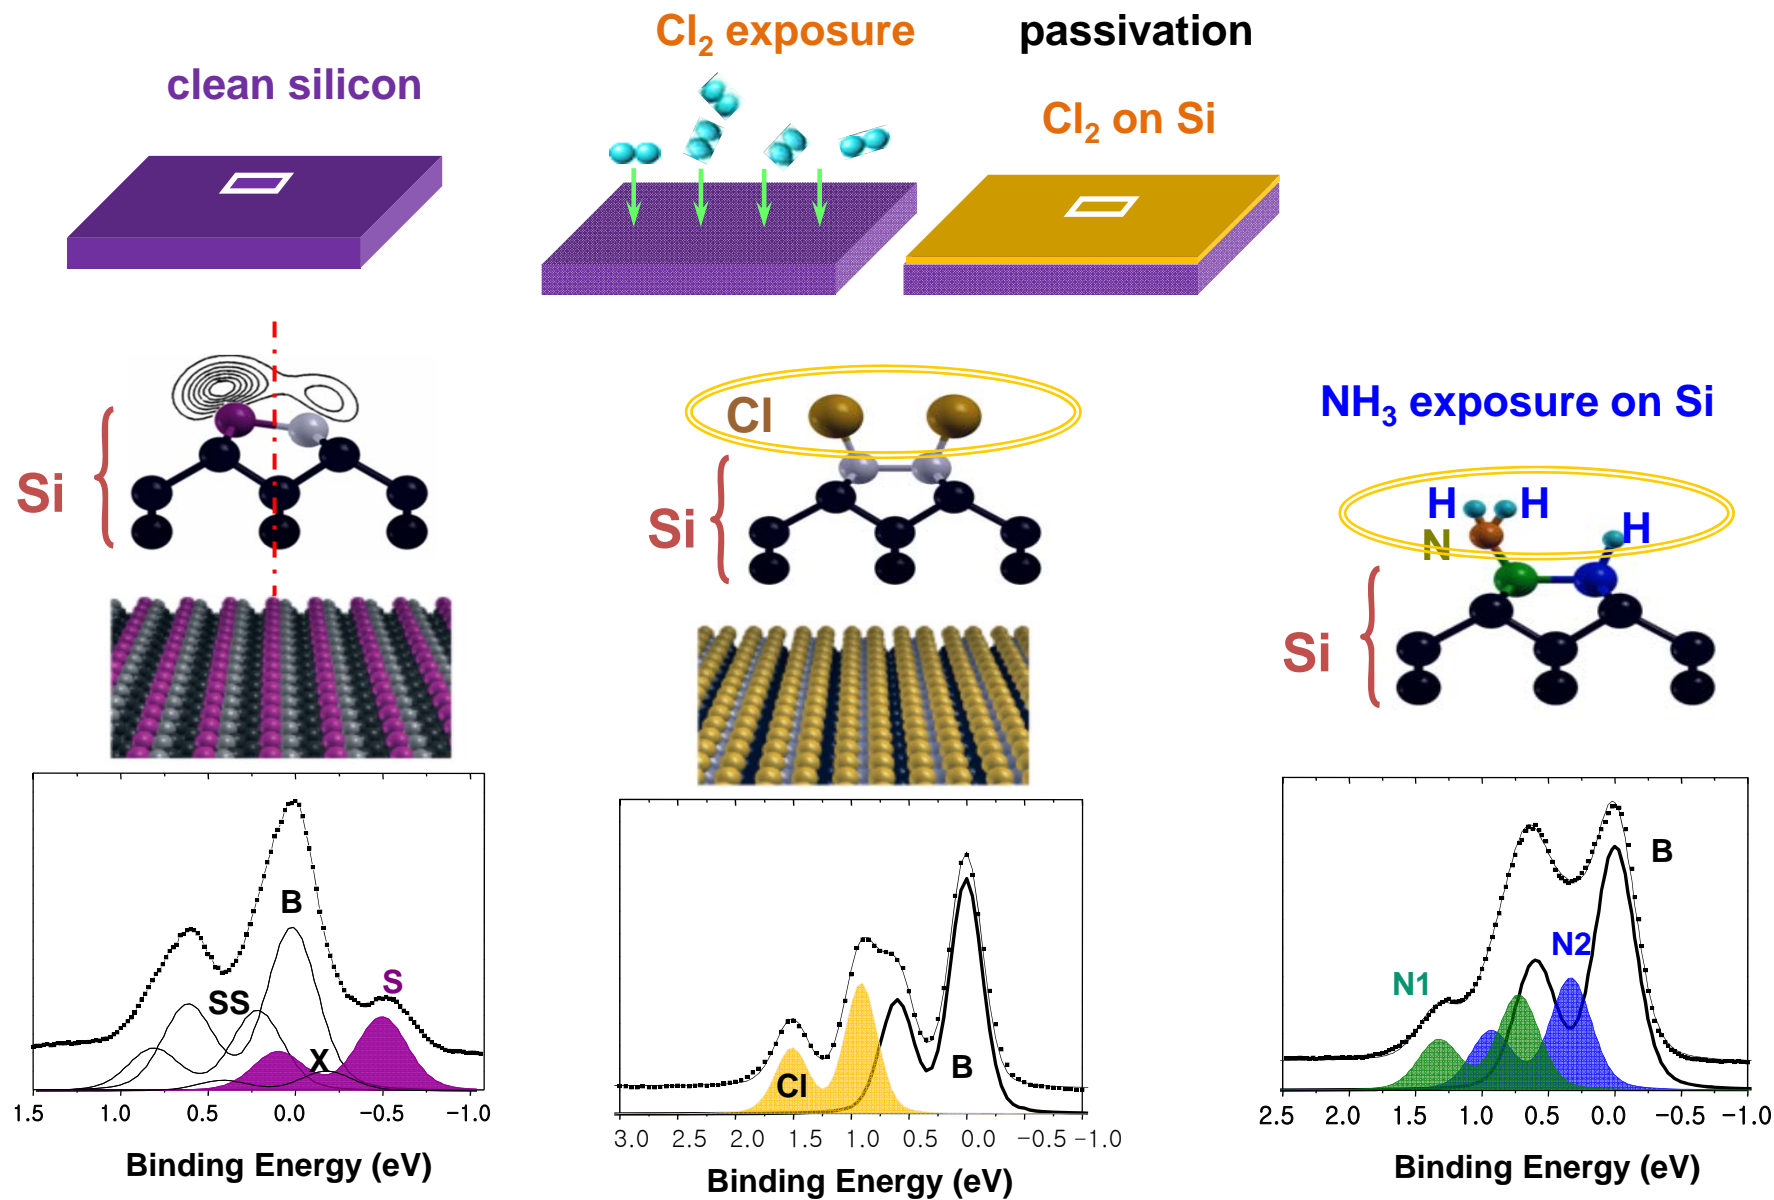 Cl₂ exposure
passivation
clean silicon
Cl₂ on Si
Si
Cl
Si
NH₃ exposure on Si
H
H
N
H
Si
B
SS
S
X
1.5 1.0 0.5 0.0 −0.5 −1.0
Binding Energy (eV)
Cl
B
3.0 2.5 2.0 1.5 1.0 0.5 0.0 −0.5 −1.0
Binding Energy (eV)
B
N2
N1
2.5 2.0 1.5 1.0 0.5 0.0 −0.5 −1.0
Binding Energy (eV)